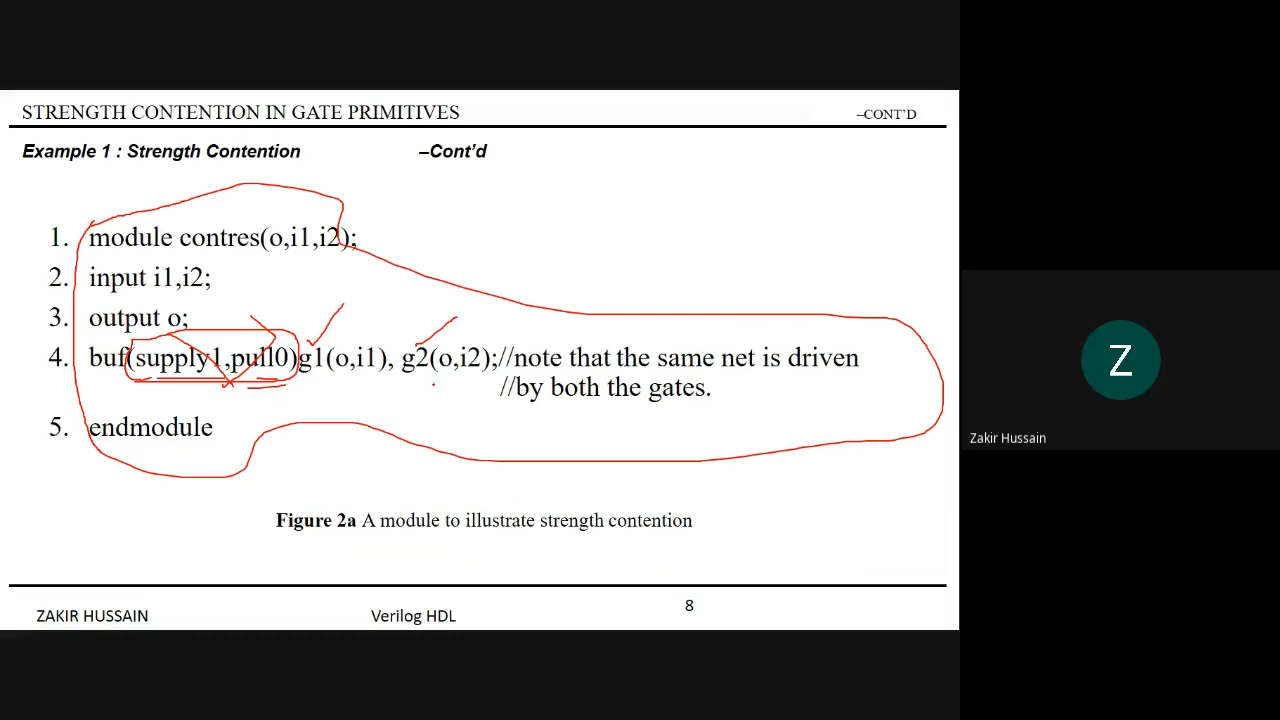 STRENGTH CONTENTION IN GATE PRIMITIVES –CONT'D
Example 1 : Strength Contention –Cont'd
1. module contres(o,i1,i2);
2. input i1,i2;
3. output o;
4. buf(supply1,pull0)g1(o,i1), g2(o,i2);//note that the same net is driven
//by both the gates.
5. endmodule
Figure 2a A module to illustrate strength contention
ZAKIR HUSSAIN Verilog HDL 8
Z
Zakir Hussain